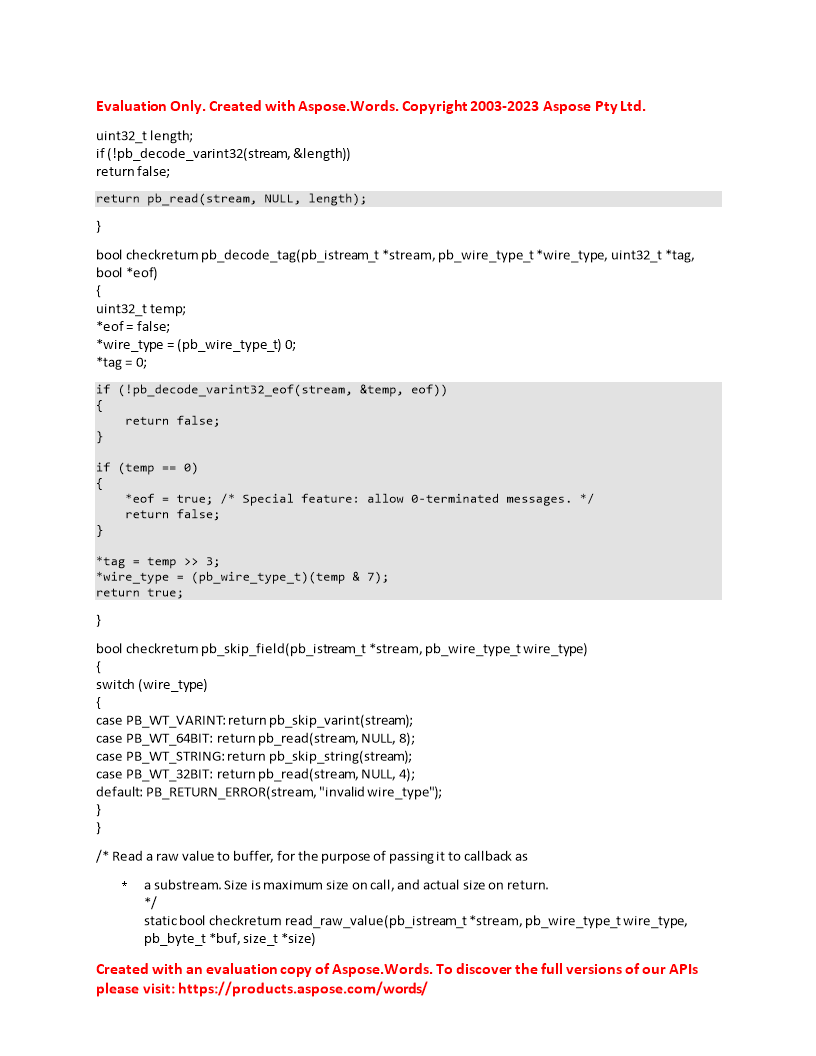 Evaluation Only. Created with Aspose.Words. Copyright 2003-2023 Aspose Pty Ltd.
uint32_t length;
if (!pb_decode_varint32(stream, &length))
return false;
return pb_read(stream, NULL, length);
}
bool checkreturn pb_decode_tag(pb_istream_t *stream, pb_wire_type_t *wire_type, uint32_t *tag,
bool *eof)
{
uint32_t temp;
*eof = false;
*wire_type = (pb_wire_type_t) 0;
*tag = 0;
if (!pb_decode_varint32_eof(stream, &temp, eof))
{
    return false;
}
if (temp == 0)
{
    *eof = true; /* Special feature: allow 0-terminated messages. */
    return false;
}
*tag = temp >> 3;
*wire_type = (pb_wire_type_t)(temp & 7);
return true;
}
bool checkreturn pb_skip_field(pb_istream_t *stream, pb_wire_type_t wire_type)
{
switch (wire_type)
{
case PB_WT_VARINT: return pb_skip_varint(stream);
case PB_WT_64BIT: return pb_read(stream, NULL, 8);
case PB_WT_STRING: return pb_skip_string(stream);
case PB_WT_32BIT: return pb_read(stream, NULL, 4);
default: PB_RETURN_ERROR(stream, "invalid wire_type");
}
}
/* Read a raw value to buffer, for the purpose of passing it to callback as
* a substream. Size is maximum size on call, and actual size on return.
*/
static bool checkreturn read_raw_value(pb_istream_t *stream, pb_wire_type_t wire_type,
pb_byte_t *buf, size_t *size)
Created with an evaluation copy of Aspose.Words. To discover the full versions of our APIs
please visit: https://products.aspose.com/words/